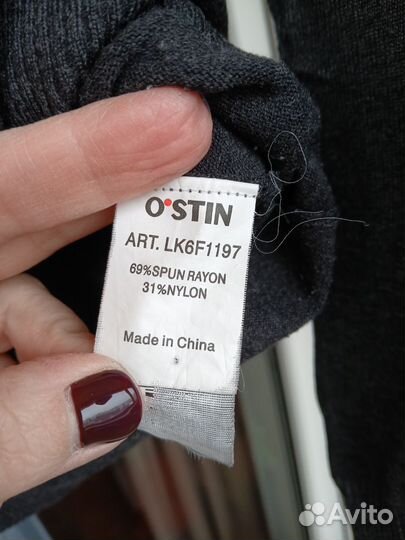 O'STIN
ART. LK6F1197
69%SPUN RAYON
31%NYLON
Made in China
Avito